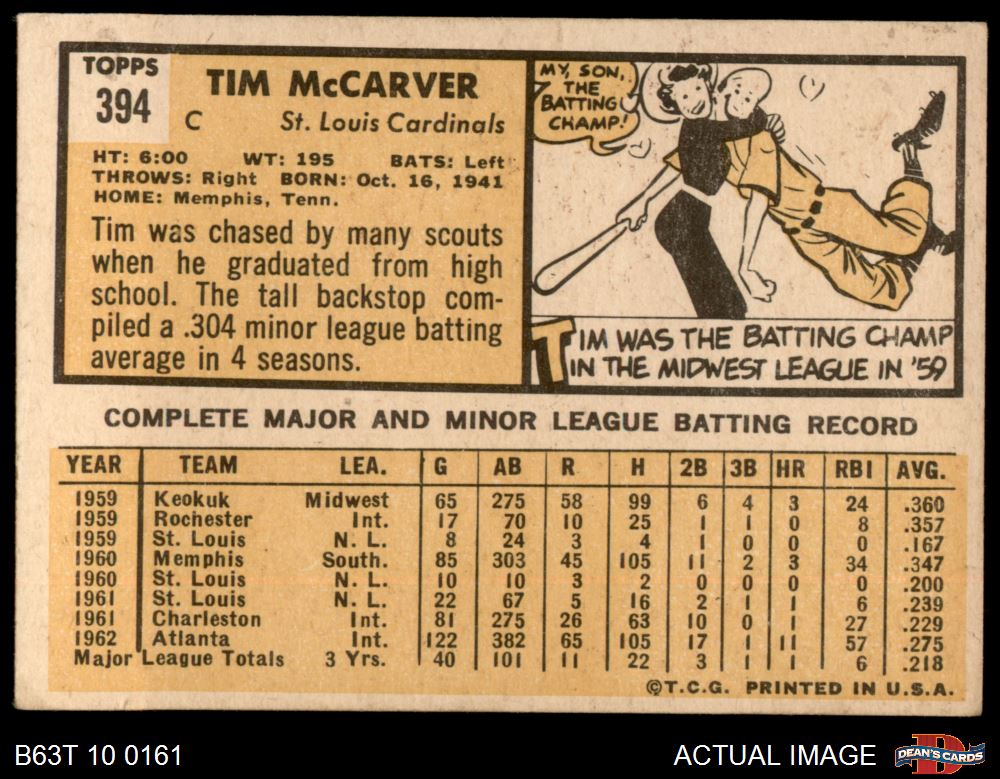 TOPPS
394
TIM McCARVER
C St. Louis Cardinals
HT: 6:00 WT: 195 BATS: Left
THROWS: Right BORN: Oct. 16, 1941
HOME: Memphis, Tenn.
Tim was chased by many scouts
when he graduated from high
school. The tall backstop com-
piled a .304 minor league batting
average in 4 seasons.
MY, SON,
THE
BATTING
CHAMP!
TIM WAS THE BATTING CHAMP
IN THE MIDWEST LEAGUE IN '59
COMPLETE MAJOR AND MINOR LEAGUE BATTING RECORD
YEAR TEAM LEA. G AB R H 2B 3B HR RBI AVG.
1959 Keokuk Midwest 65 275 58 99 6 4 3 24 .360
1959 Rochester Int. 17 70 10 25 1 1 0 8 .357
1959 St. Louis N. L. 8 24 3 4 1 0 0 0 .167
1960 Memphis South. 85 303 45 105 11 2 3 34 .347
1960 St. Louis N. L. 10 10 3 2 0 0 0 0 .200
1961 St. Louis N. L. 22 67 5 16 2 1 1 6 .239
1961 Charleston Int. 81 275 26 63 10 0 1 27 .229
1962 Atlanta Int. 122 382 65 105 17 1 11 57 .275
Major League Totals 3 Yrs. 40 101 11 22 3 1 1 6 .218
©T.C.G. PRINTED IN U.S.A.
B63T 10 0161
ACTUAL IMAGE
DEAN'S CARDS